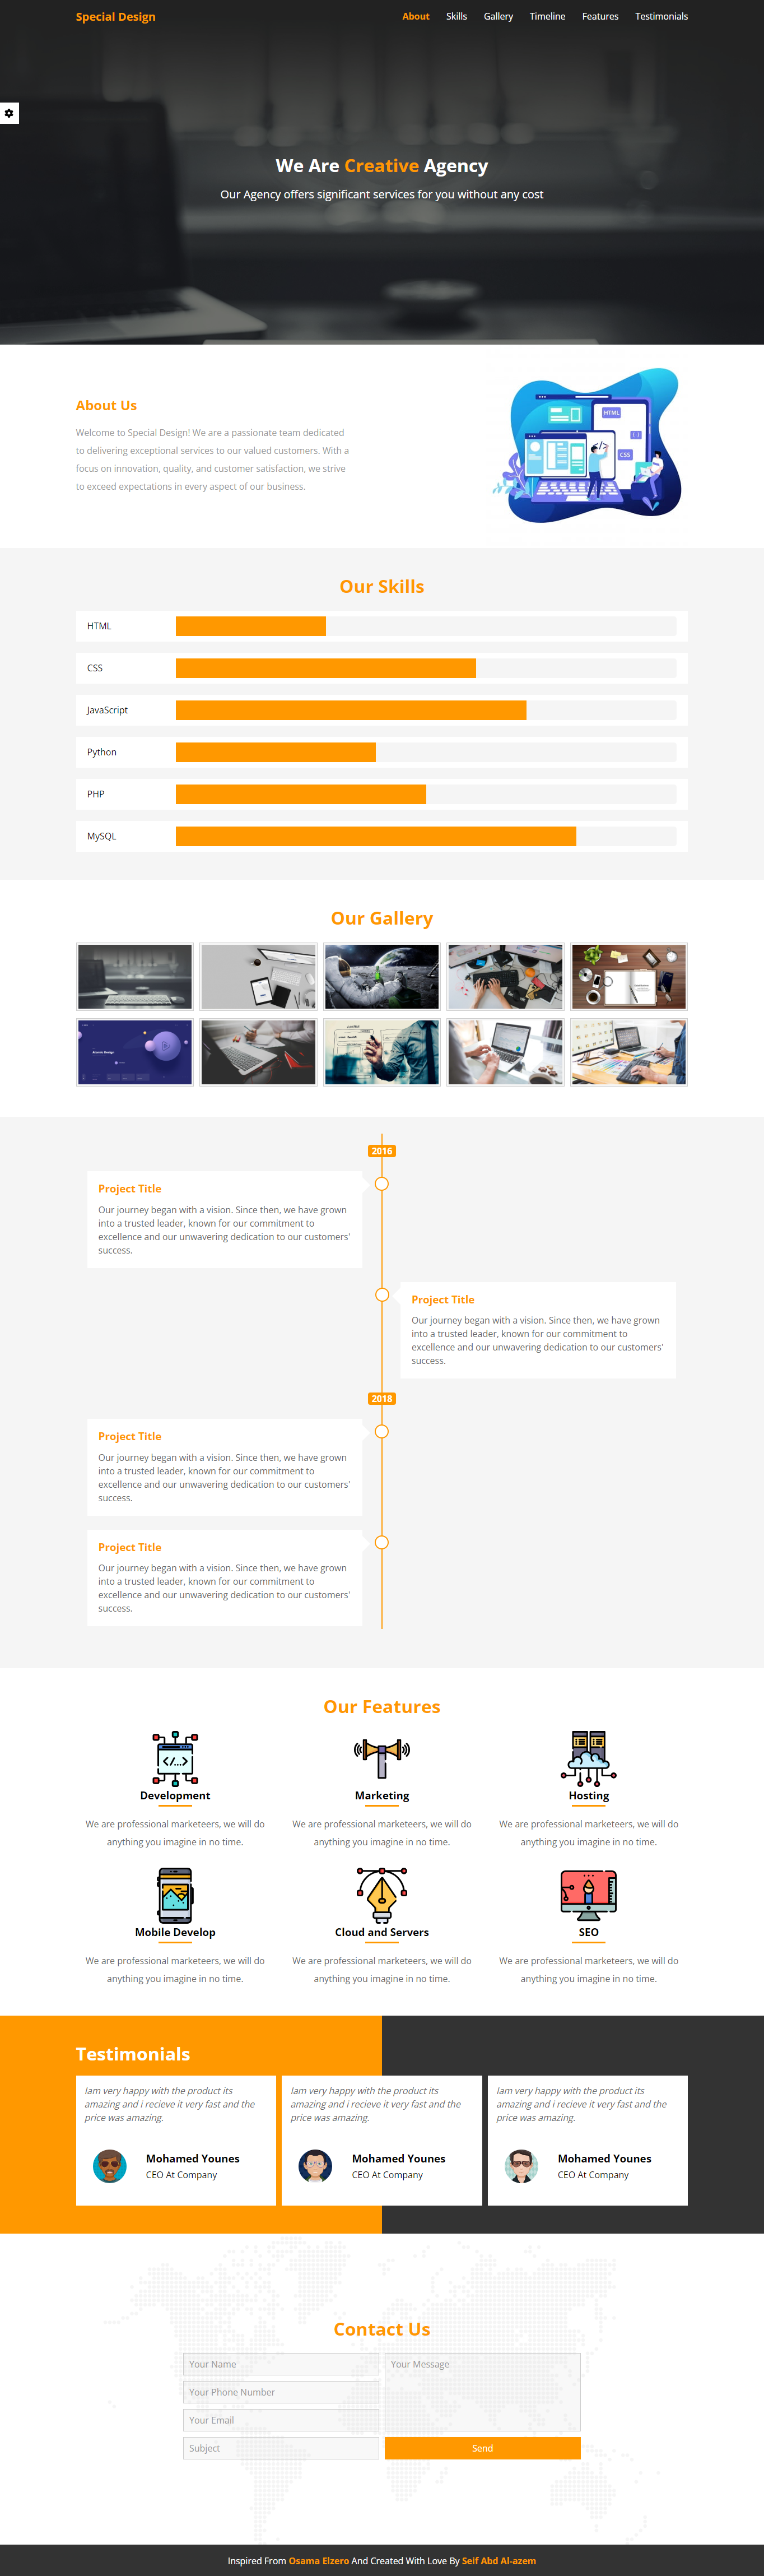 Special Design
About Skills Gallery Timeline Features Testimonials
We Are Creative Agency
Our Agency offers significant services for you without any cost
About Us
Welcome to Special Design! We are a passionate team dedicated
to delivering exceptional services to our valued customers. With a
focus on innovation, quality, and customer satisfaction, we strive
to exceed expectations in every aspect of our business.
HTML
</>
{ }
CSS
Our Skills
HTML
CSS
JavaScript
Python
PHP
MySQL
Our Gallery
2016
Project Title
Our journey began with a vision. Since then, we have grown
into a trusted leader, known for our commitment to
excellence and our unwavering dedication to our customers'
success.
Project Title
Our journey began with a vision. Since then, we have grown
into a trusted leader, known for our commitment to
excellence and our unwavering dedication to our customers'
success.
2018
Project Title
Our journey began with a vision. Since then, we have grown
into a trusted leader, known for our commitment to
excellence and our unwavering dedication to our customers'
success.
Project Title
Our journey began with a vision. Since then, we have grown
into a trusted leader, known for our commitment to
excellence and our unwavering dedication to our customers'
success.
Our Features
</...>
Development
We are professional marketeers, we will do
anything you imagine in no time.
Marketing
We are professional marketeers, we will do
anything you imagine in no time.
Hosting
We are professional marketeers, we will do
anything you imagine in no time.
Mobile Develop
We are professional marketeers, we will do
anything you imagine in no time.
Cloud and Servers
We are professional marketeers, we will do
anything you imagine in no time.
SEO
We are professional marketeers, we will do
anything you imagine in no time.
Testimonials
Iam very happy with the product its
amazing and i recieve it very fast and the
price was amazing.
Mohamed Younes
CEO At Company
Iam very happy with the product its
amazing and i recieve it very fast and the
price was amazing.
Mohamed Younes
CEO At Company
Iam very happy with the product its
amazing and i recieve it very fast and the
price was amazing.
Mohamed Younes
CEO At Company
Contact Us
Your Name
Your Phone Number
Your Email
Subject
Your Message
Send
Inspired From Osama Elzero And Created With Love By Seif Abd Al-azem